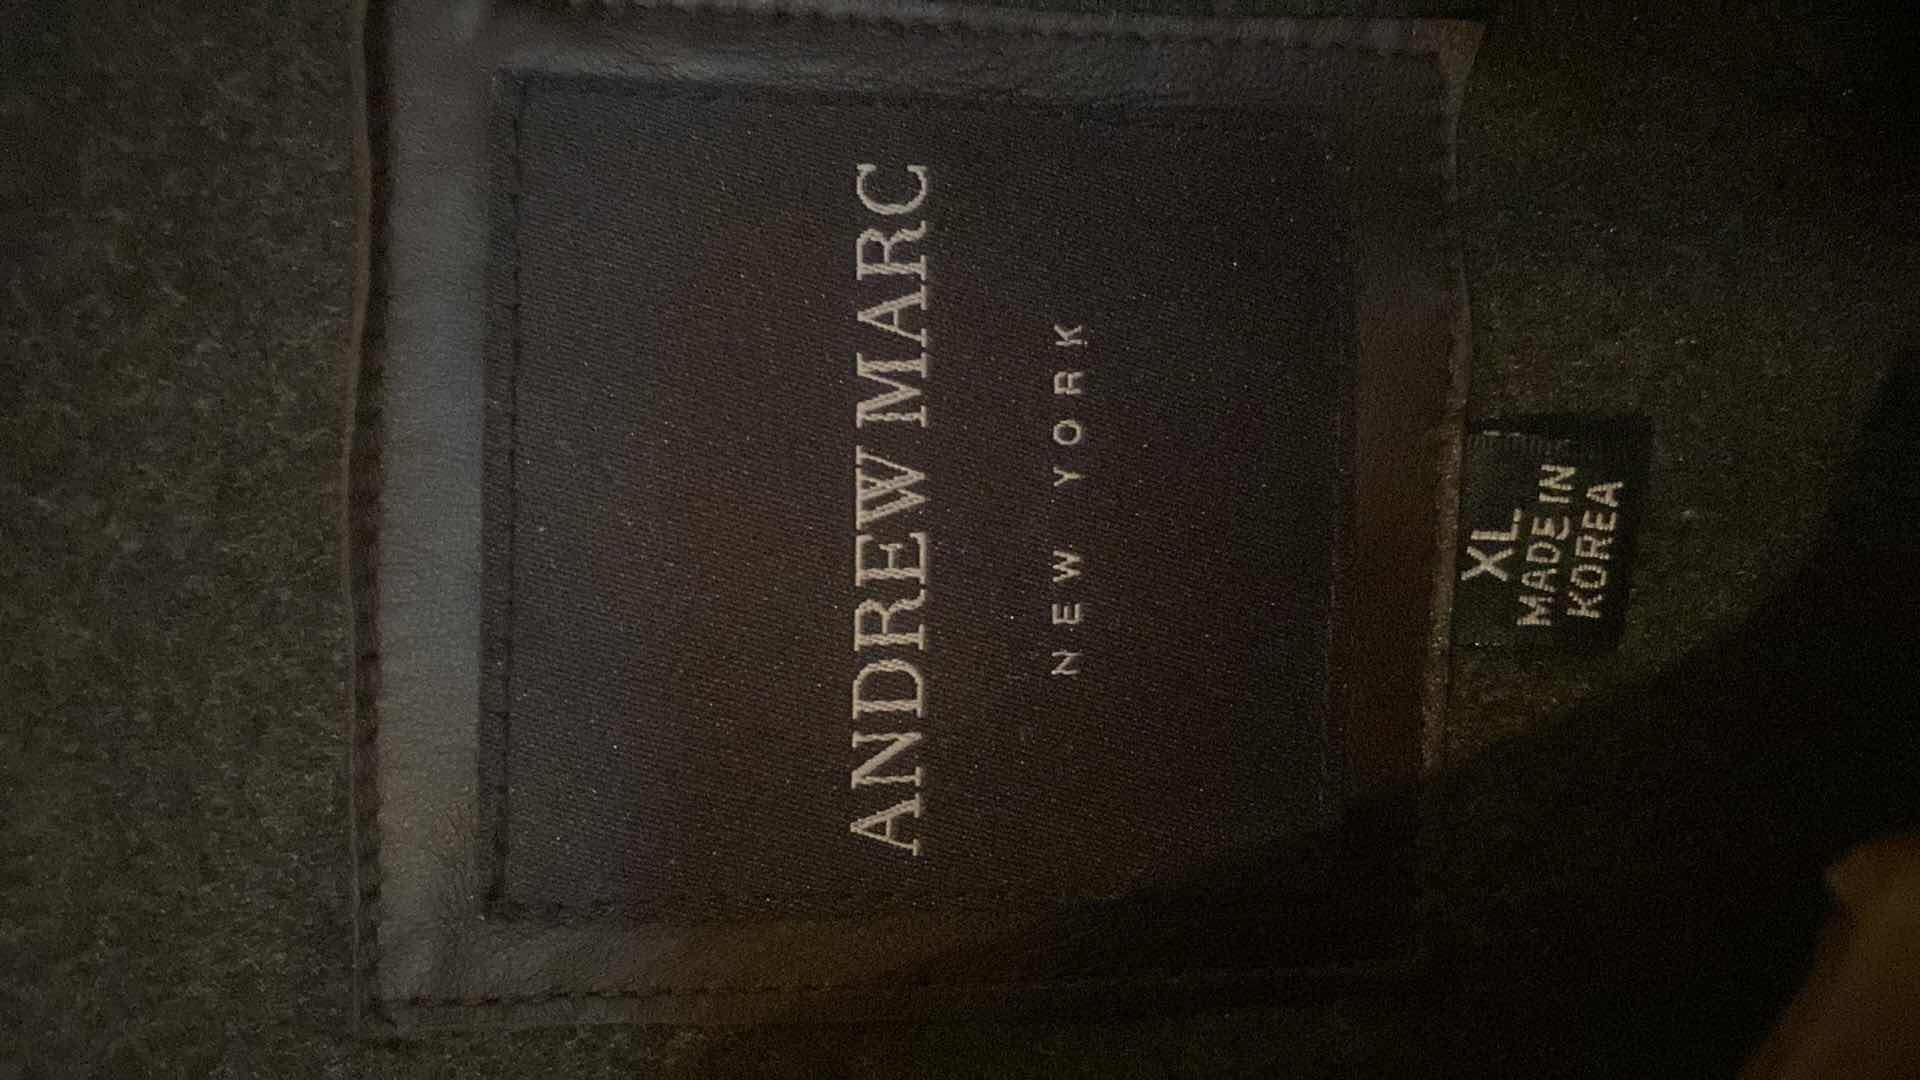 ANDREW MARC
NEW YORK
XL
MADE IN
KOREA